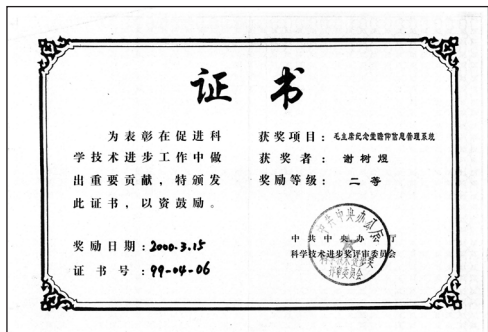 证书
为表彰在促进科
学技术进步工作中做
出重要贡献，特颁发
此证书，以资鼓励。
奖励日期：2000.3.15
证书号：99-04-06
获奖项目：毛主席纪念堂瞻仰信息管理系统
获奖者：谢树煜
奖励等级：二等
中共中央办公厅
科学技术进步奖评审委员会